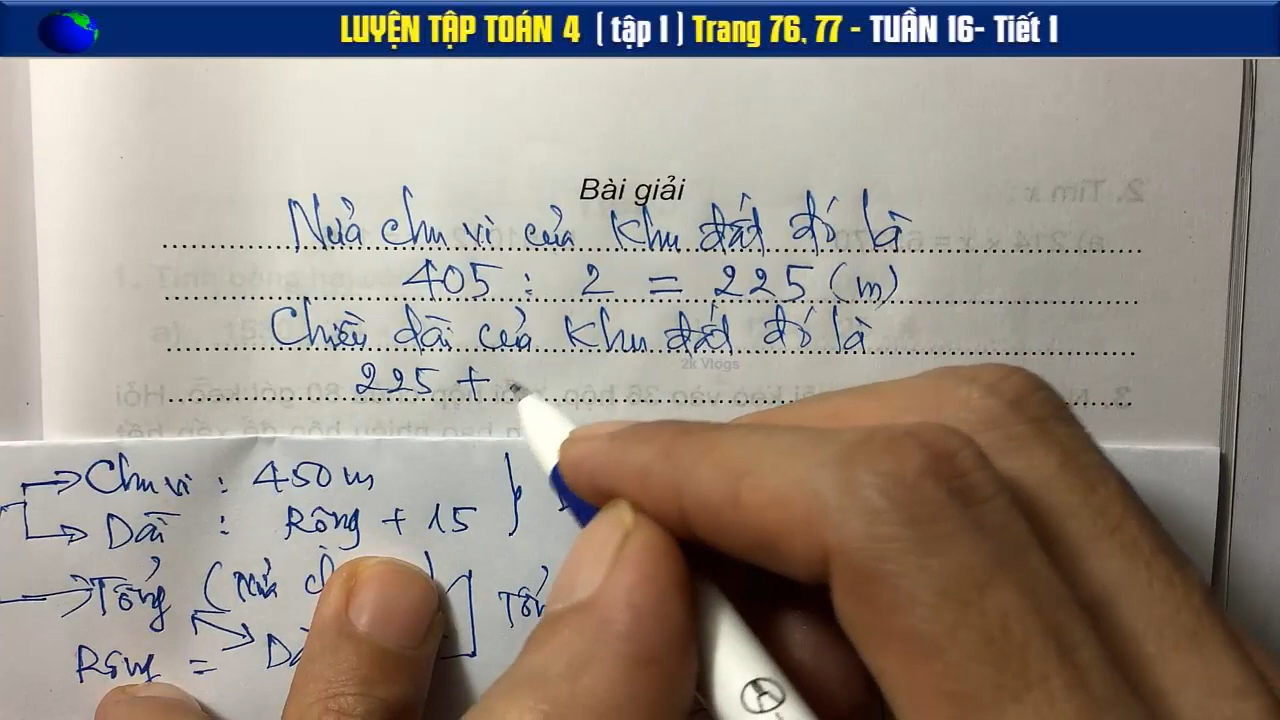 LUYỆN TẬP TOÁN 4 ( tập 1 ) Trang 76, 77 - TUẦN 16- Tiết 1
Bài giải
Nửa chu vi của khu đất đó là
405 : 2 = 225 (m)
Chiều dài của khu đất đó là
2k Vlogs
225 +
Chu vi : 450m
Dài : Rộng + 15
Tổng (nửa
Rộng =